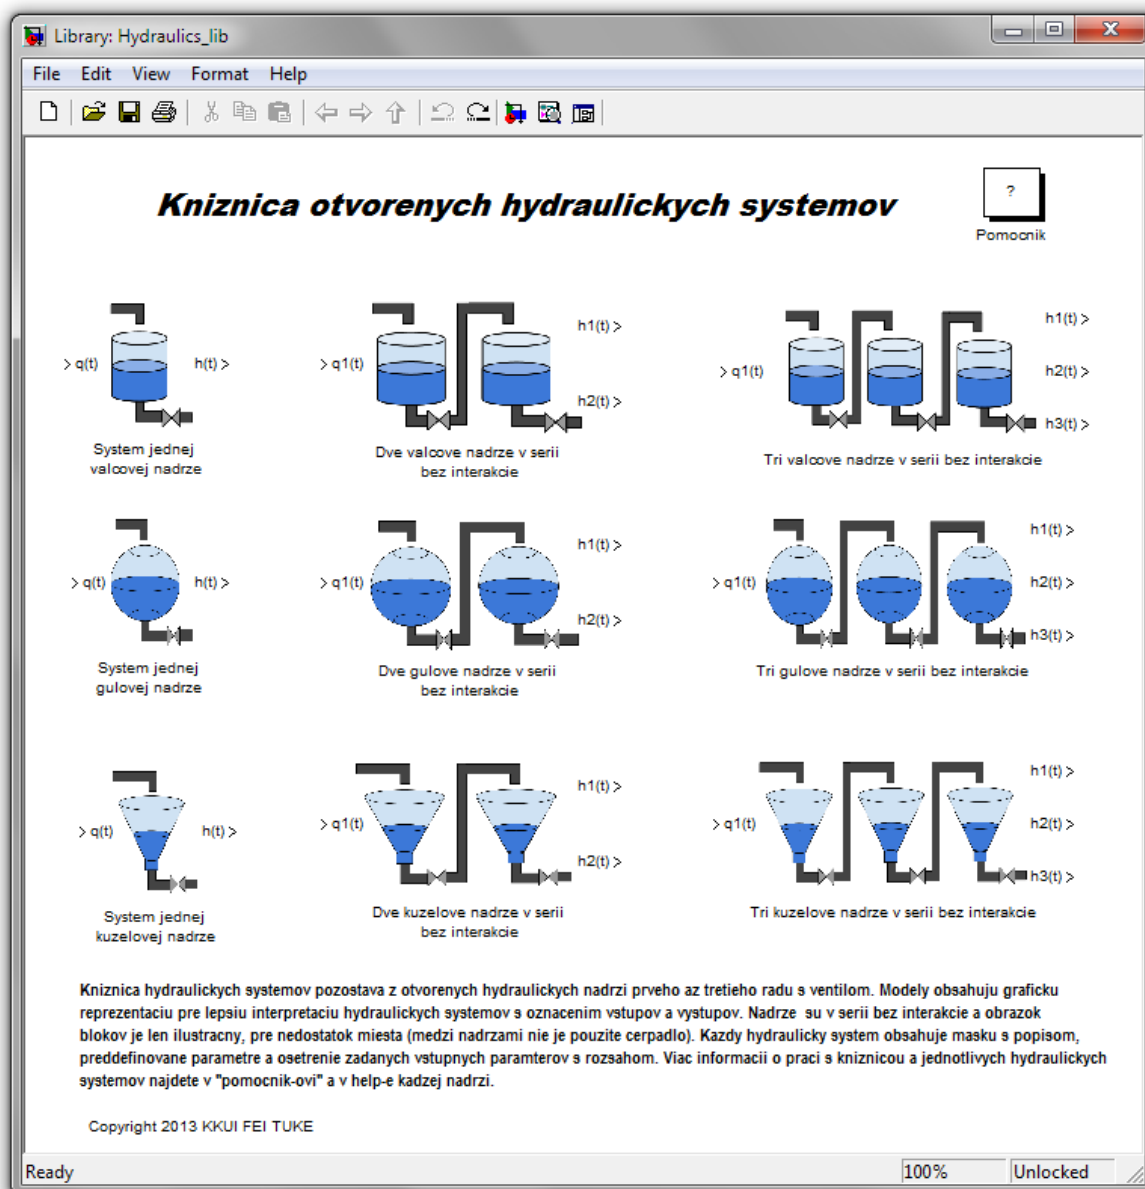 Library: Hydraulics_lib
File Edit View Format Help
Kniznica otvorenych hydraulickych systemov
?
Pomocnik
> q(t)
h(t) >
System jednej
valcovej nadrze
> q1(t)
h1(t) >
h2(t) >
Dve valcove nadrze v serii
bez interakcie
> q1(t)
h1(t) >
h2(t) >
h3(t) >
Tri valcove nadrze v serii bez interakcie
> q(t)
h(t) >
System jednej
gulovej nadrze
> q1(t)
h1(t) >
h2(t) >
Dve gulove nadrze v serii
bez interakcie
> q1(t)
h1(t) >
h2(t) >
h3(t) >
Tri gulove nadrze v serii bez interakcie
> q(t)
h(t) >
System jednej
kuzelovej nadrze
> q1(t)
h1(t) >
h2(t) >
Dve kuzelove nadrze v serii
bez interakcie
> q1(t)
h1(t) >
h2(t) >
h3(t) >
Tri kuzelove nadrze v serii bez interakcie
Kniznica hydraulickych systemov pozostava z otvorenych hydraulickych nadrzi prveho az tretieho radu s ventilom. Modely obsahuju graficku
reprezentaciu pre lepsiu interpretaciu hydraulickych systemov s oznacenim vstupov a vystupov. Nadrze su v serii bez interakcie a obrazok
blokov je len ilustracny, pre nedostatok miesta (medzi nadrzami nie je pouzite cerpadlo). Kazdy hydraulicky system obsahuje masku s popisom,
preddefinovane parametre a osetrenie zadanych vstupnych paramterov s rozsahom. Viac informacii o praci s kniznicou a jednotlivych hydraulickych
systemov najdete v "pomocnik-ovi" a v help-e kadzej nadrzi.
Copyright 2013 KKUI FEI TUKE
Ready 100% Unlocked